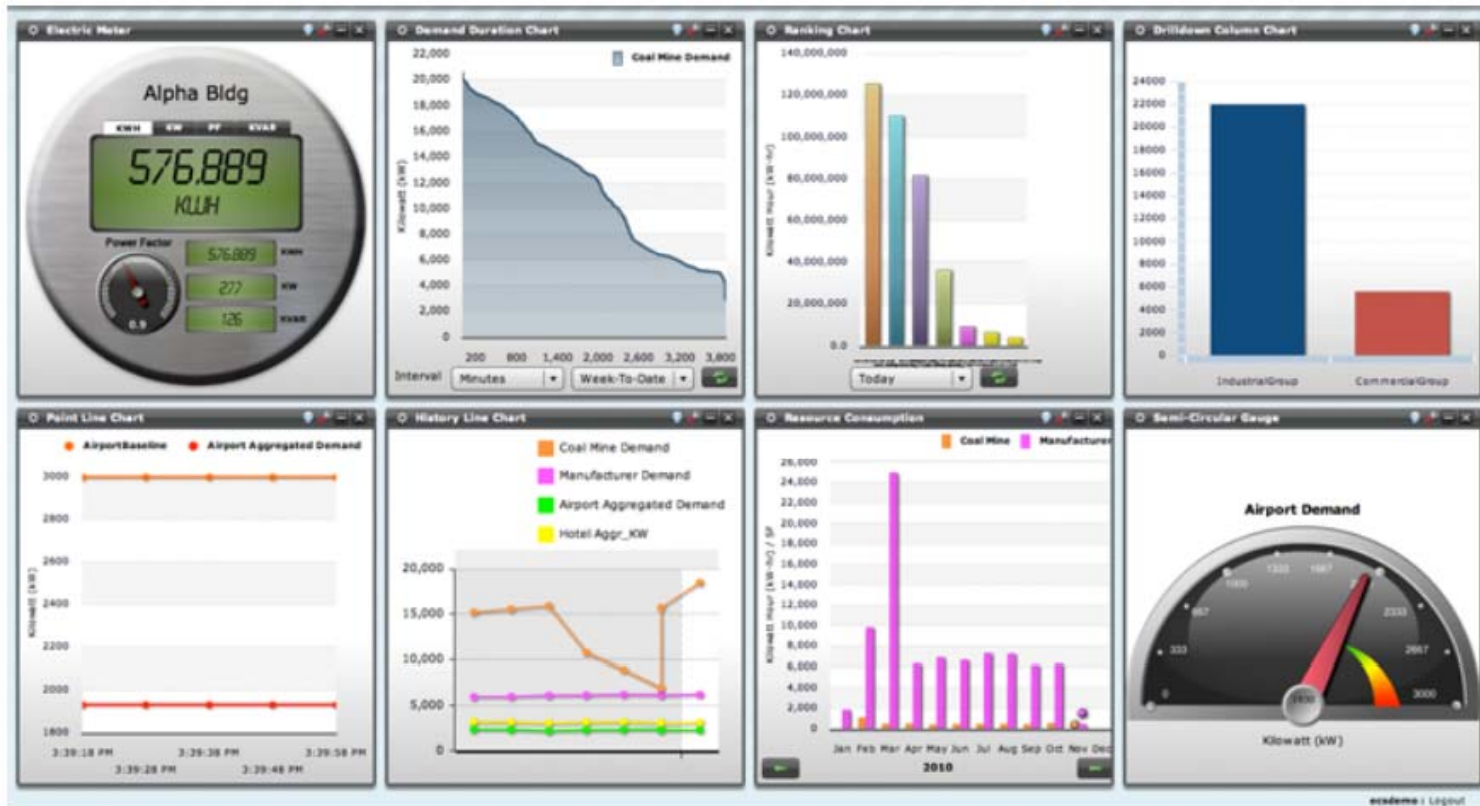 Electric Meter
Alpha Bldg
KWH KW PF KVAR
576.889
KWH
Power Factor
576.889 KWH
277 KW
126 KVAR
0.9
Demand Duration Chart
Coal Mine Demand
22,000
20,000
18,000
16,000
14,000
12,000
10,000
8,000
6,000
4,000
2,000
0
Kilowatt (kW)
200 800 1,400 2,000 2,600 3,200 3,800
Interval Minutes Week-To-Date
Ranking Chart
140,000,000
120,000,000
100,000,000
80,000,000
60,000,000
40,000,000
20,000,000
0.0
Kilowatt Hour (kW-hr)
Today
Drilldown Column Chart
24000
22000
20000
18000
16000
14000
12000
10000
8000
6000
4000
2000
0
IndustrialGroup CommercialGroup
Point Line Chart
AirportBaseline Airport Aggregated Demand
3000
2800
2600
2400
2200
2000
1800
Kilowatt (kW)
3:39:18 PM 3:39:38 PM 3:39:58 PM
3:39:28 PM 3:39:48 PM
History Line Chart
Coal Mine Demand
Manufacturer Demand
Airport Aggregated Demand
Hotel Aggr_KW
20,000
15,000
10,000
5,000
0
Resource Consumption
Coal Mine Manufacturer
26,000
24,000
22,000
20,000
18,000
16,000
14,000
12,000
10,000
8,000
6,000
4,000
2,000
0
Kilowatt Hour (kW-hr) / SF
Jan Feb Mar Apr May Jun Jul Aug Sep Oct Nov Dec
2010
Semi-Circular Gauge
Airport Demand
0
333
667
1000
1333
1667
2333
2667
3000
Kilowatt (kW)
ecsdemo : Logout